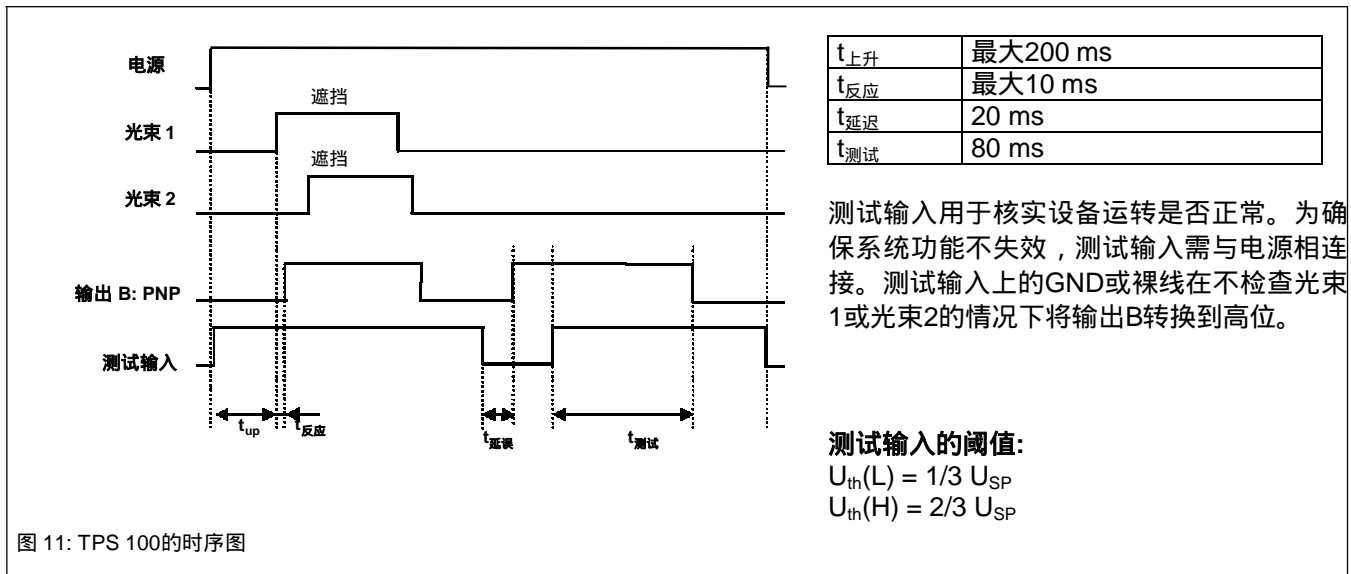 电源
遮挡
光束 1
遮挡
光束 2
输出 B: PNP
测试输入
tup
t反应
t延误
t测试
图 11: TPS 100的时序图
t上升 最大200 ms
t反应 最大10 ms
t延迟 20 ms
t测试 80 ms
测试输入用于核实设备运转是否正常。为确
保系统功能不失效，测试输入需与电源相连
接。测试输入上的GND或裸线在不检查光束
1或光束2的情况下将输出B转换到高位。
测试输入的阈值:
Uth(L) = 1/3 USP
Uth(H) = 2/3 USP